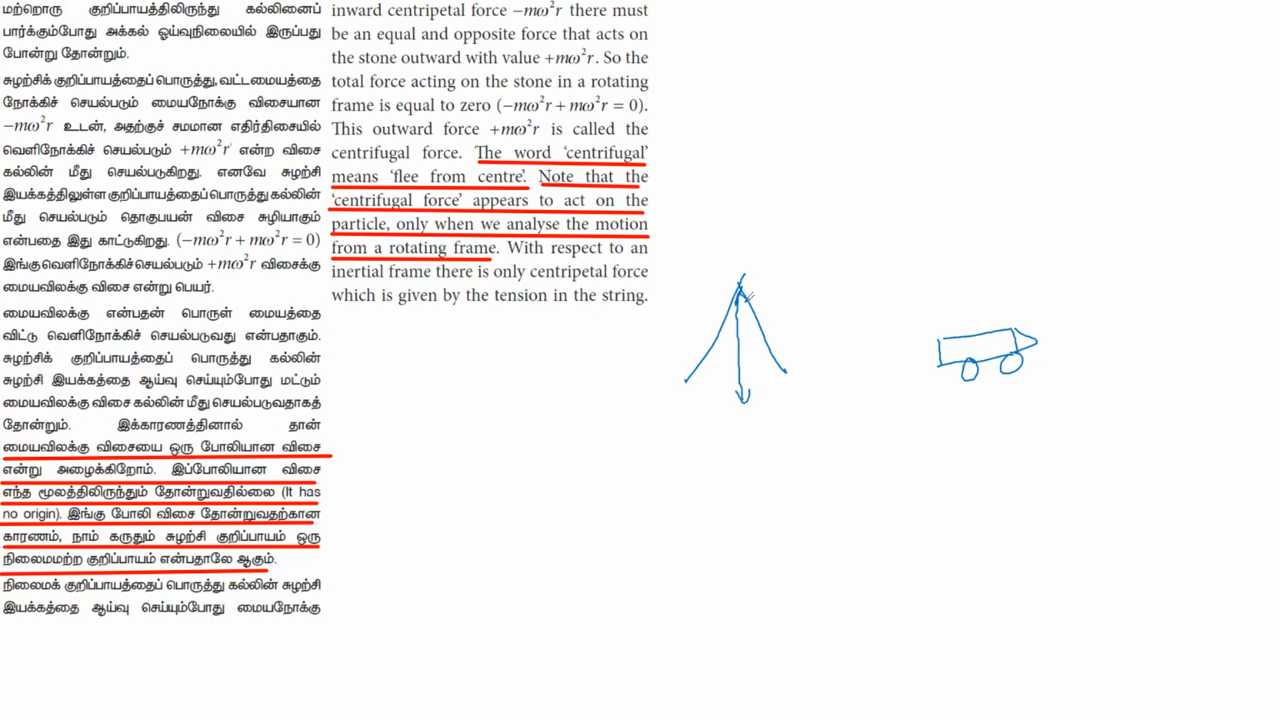 மற்றொரு குறிப்பாயத்திலிருந்து கல்லினைப்
பார்க்கும்போது அக்கல் ஓய்வுநிலையில் இருப்பது
போன்று தோன்றும்.
சுழற்சிக் குறிப்பாயத்தைப் பொருத்து, வட்டமையத்தை
நோக்கிச் செயல்படும் மையநோக்கு விசையான
−mω²r உடன், அதற்குச் சமமான எதிர்திசையில்
வெளிநோக்கிச் செயல்படும் +mω²r என்ற விசை
கல்லின் மீது செயல்படுகிறது. எனவே சுழற்சி
இயக்கத்திலுள்ள குறிப்பாயத்தைப் பொருத்து கல்லின்
மீது செயல்படும் தொகுபயன் விசை சுழியாகும்
என்பதை இது காட்டுகிறது. (−mω²r + mω²r = 0)
இங்கு வெளிநோக்கிச் செயல்படும் +mω²r விசைக்கு
மையவிலக்கு விசை என்று பெயர்.
மையவிலக்கு என்பதன் பொருள் மையத்தை
விட்டு வெளிநோக்கிச் செயல்படுவது என்பதாகும்.
சுழற்சிக் குறிப்பாயத்தைப் பொருத்து கல்லின்
சுழற்சி இயக்கத்தை ஆய்வு செய்யும்போது மட்டும்
மையவிலக்கு விசை கல்லின் மீது செயல்படுவதாகத்
தோன்றும். இக்காரணத்தினால் தான்
மையவிலக்கு விசையை ஒரு போலியான விசை
என்று அழைக்கிறோம். இப்போலியான விசை
எந்த மூலத்திலிருந்தும் தோன்றுவதில்லை (It has
no origin). இங்கு போலி விசை தோன்றுவதற்கான
காரணம், நாம் கருதும் சுழற்சி குறிப்பாயம் ஒரு
நிலைமமற்ற குறிப்பாயம் என்பதாலே ஆகும்.
நிலைமக் குறிப்பாயத்தைப் பொருத்து கல்லின் சுழற்சி
இயக்கத்தை ஆய்வு செய்யும்போது மையநோக்கு
inward centripetal force −mω²r there must
be an equal and opposite force that acts on
the stone outward with value +mω²r. So the
total force acting on the stone in a rotating
frame is equal to zero (−mω²r + mω²r = 0).
This outward force +mω²r is called the
centrifugal force. The word ‘centrifugal’
means ‘flee from centre’. Note that the
‘centrifugal force’ appears to act on the
particle, only when we analyse the motion
from a rotating frame. With respect to an
inertial frame there is only centripetal force
which is given by the tension in the string.